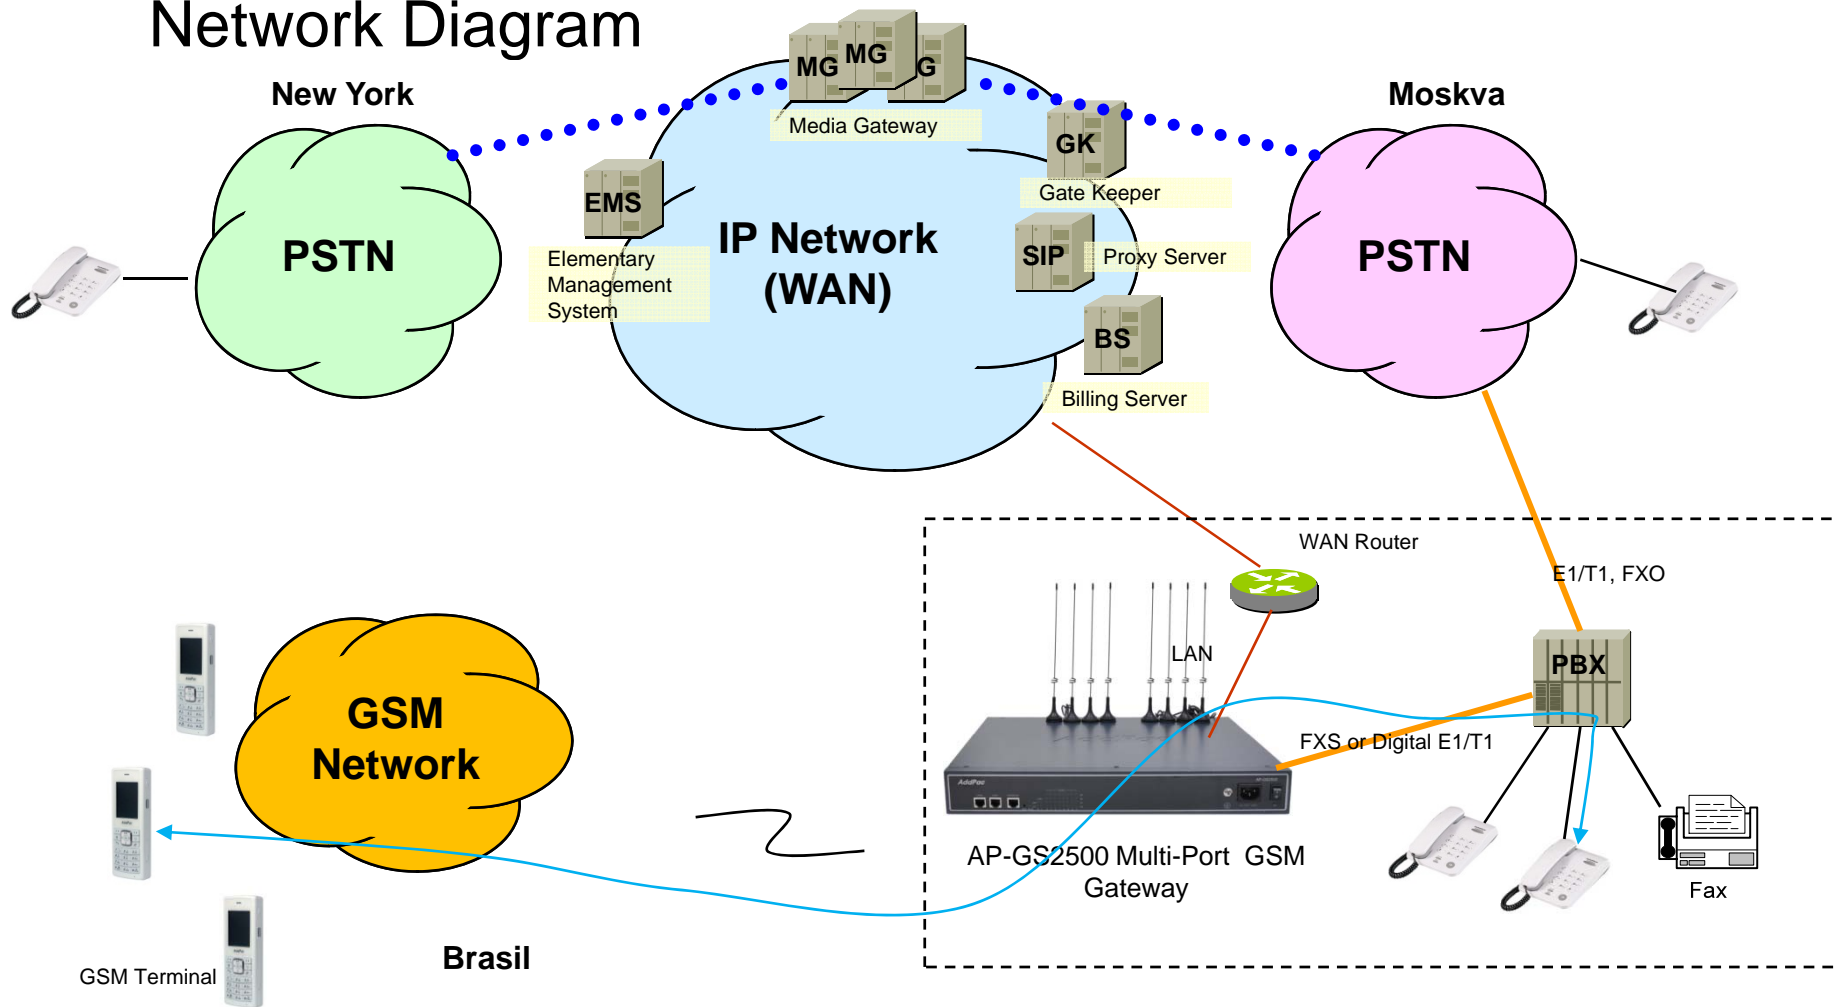 Network Diagram
New York
Moskva
MG
MG
G
Media Gateway
GK
Gate Keeper
EMS
Elementary
Management
System
PSTN
IP Network
(WAN)
SIP
Proxy Server
PSTN
BS
Billing Server
WAN Router
E1/T1, FXO
LAN
PBX
GSM
Network
FXS or Digital E1/T1
AddPac
AP-GS2500 Multi-Port GSM
Gateway
Fax
Brasil
GSM Terminal